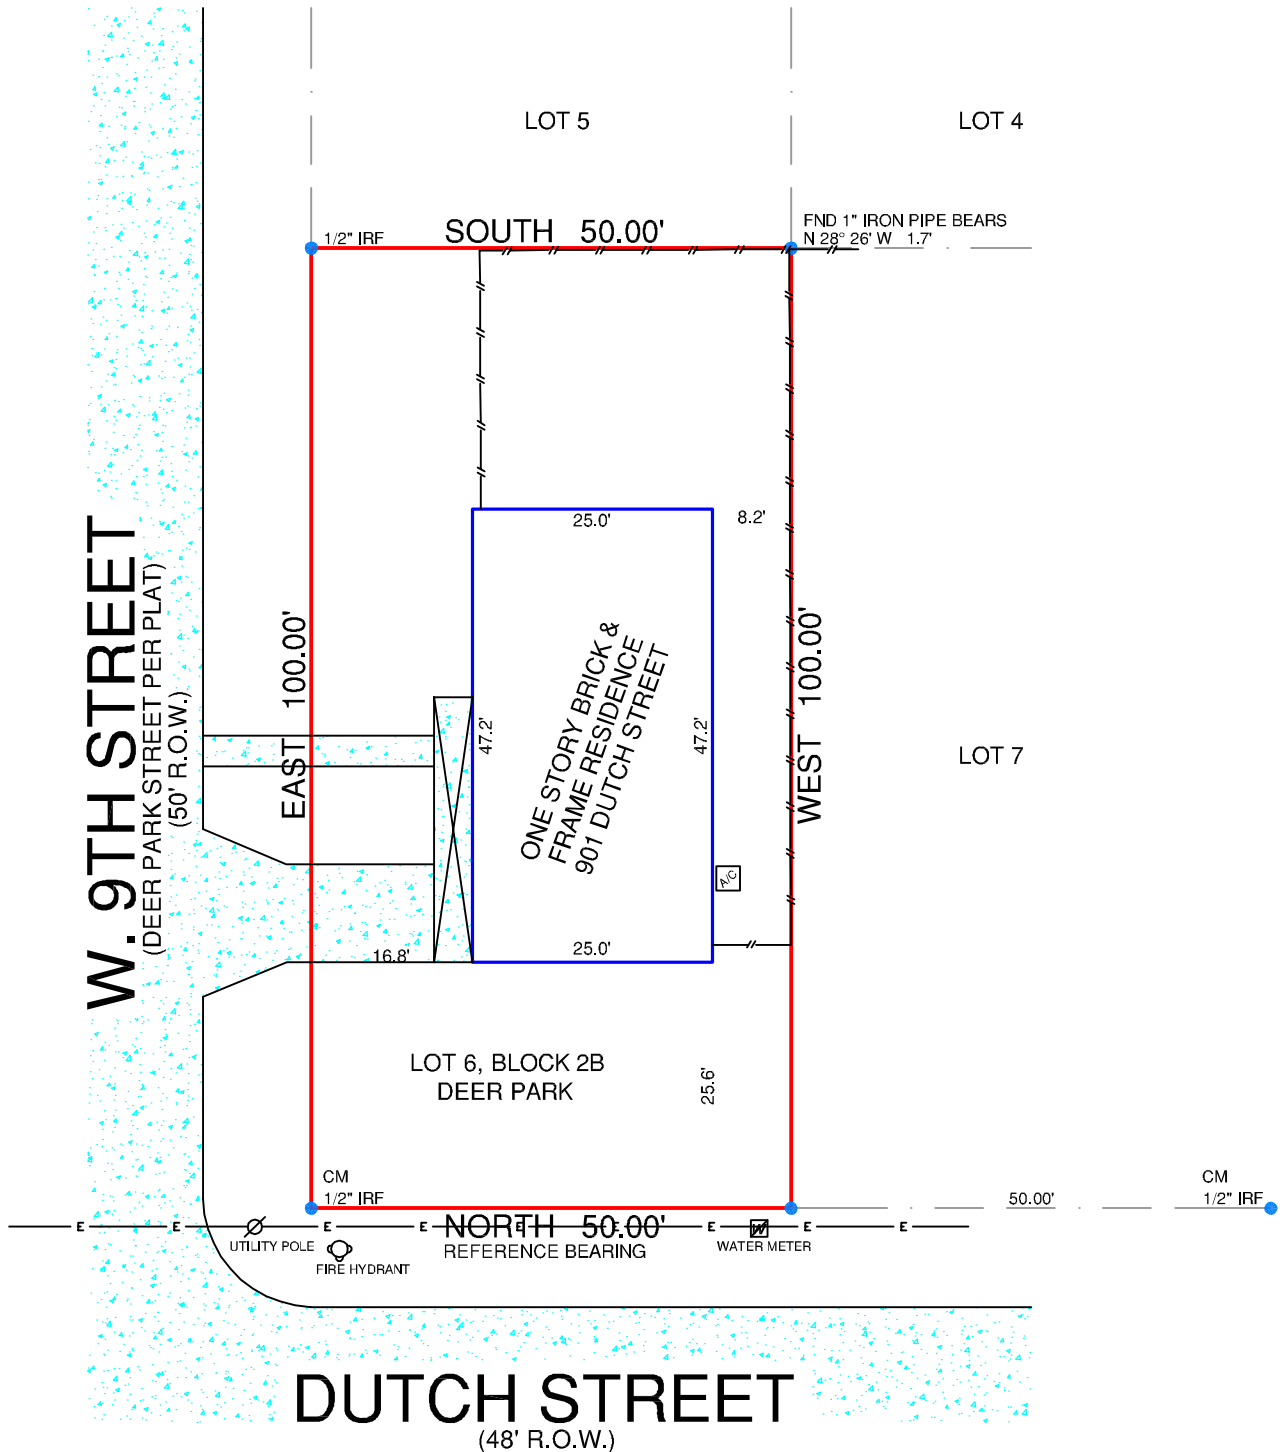 LOT 5
LOT 4
FND 1" IRON PIPE BEARS
N 28° 26' W 1.7'
1/2" IRF
SOUTH 50.00'
25.0'
8.2'
W. 9TH STREET
(DEER PARK STREET PER PLAT)
(50' R.O.W.)
EAST 100.00'
47.2'
ONE STORY BRICK &
FRAME RESIDENCE
901 DUTCH STREET
47.2'
WEST 100.00'
LOT 7
A/C
16.8'
25.0'
LOT 6, BLOCK 2B
DEER PARK
25.6'
CM
1/2" IRF
CM
1/2" IRF
50.00'
E E E E E E E E E
NORTH 50.00'
REFERENCE BEARING
W
UTILITY POLE
WATER METER
FIRE HYDRANT
DUTCH STREET
(48' R.O.W.)